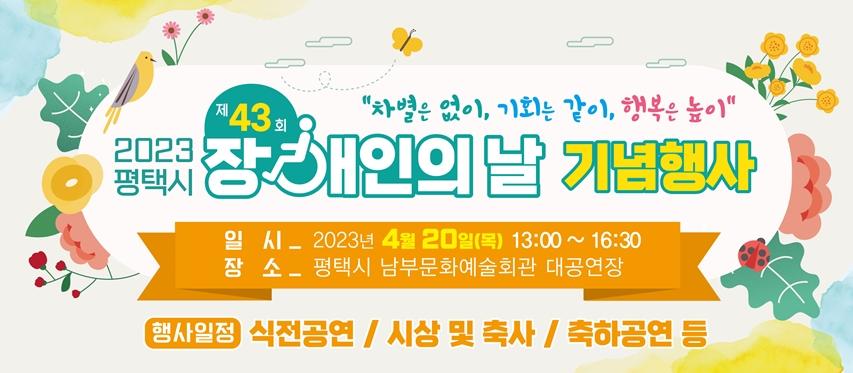 "차별은 없이, 기회는 같이, 행복은 높이"
제43회
2023
평택시
장애인의 날 기념행사
일 시_ 2023년 4월 20일(목) 13:00 ~ 16:30
장 소_ 평택시 남부문화예술회관 대공연장
행사일정 식전공연 / 시상 및 축사 / 축하공연 등